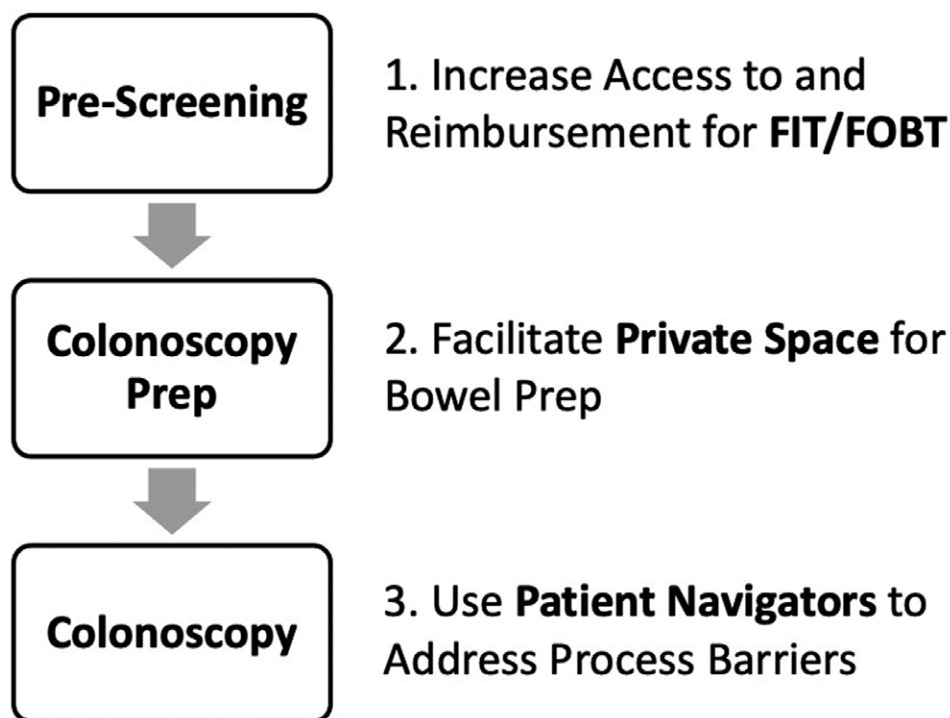 Pre-Screening
1. Increase Access to and
Reimbursement for FIT/FOBT
Colonoscopy
Prep
2. Facilitate Private Space for
Bowel Prep
Colonoscopy
3. Use Patient Navigators to
Address Process Barriers